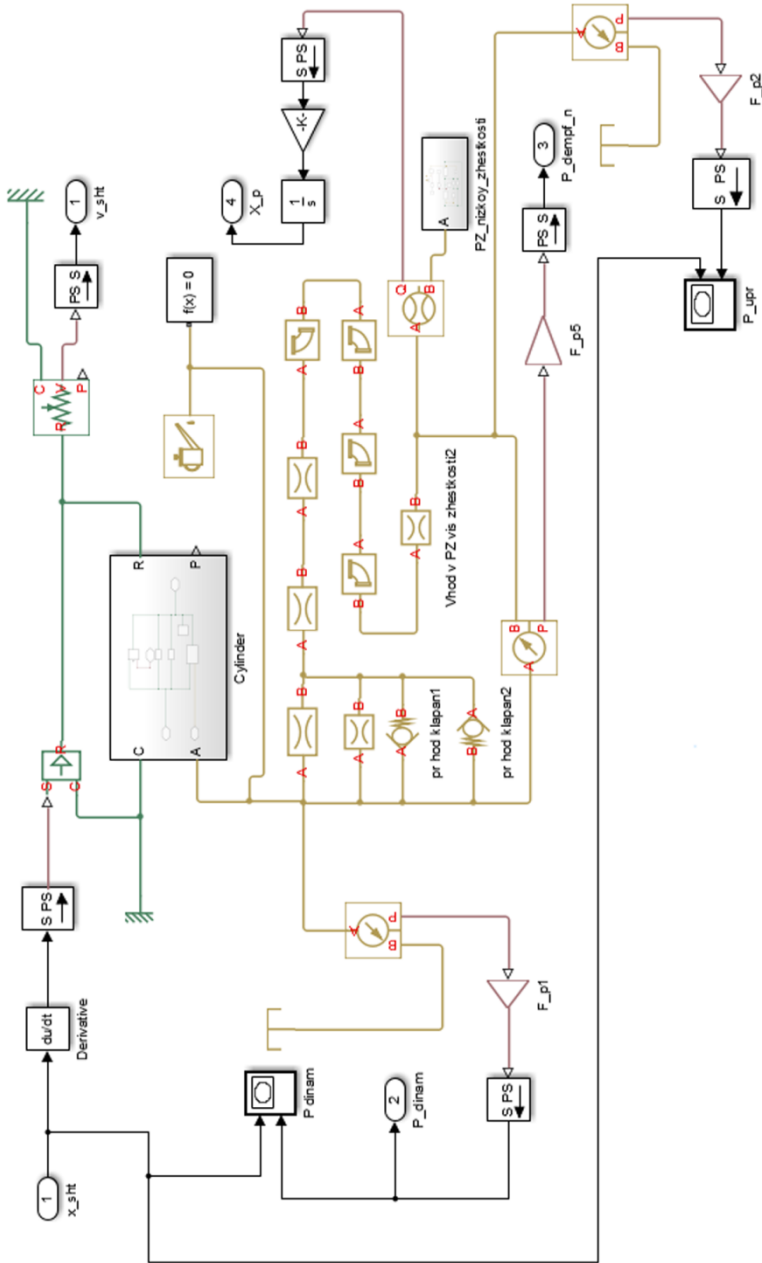 1
x_sht
du/dt
Derivative
S PS
S
R
C
C
R
V
P
PS S
1
v_sht
C
R
A
P
Cylinder
f(x) = 0
4
X_p
1
s
-K-
S PS
A
B
A
B
A
B
A
B
A
B
B
A
B
A
B
A
A
B
pr hod klapan1
B
A
pr hod klapan2
A
B
Vhod v PZ vis zhestkosti2
A
Q
B
A
PZ_nizkoy_zhestkosti
A
B
P
F_p5
PS S
3
P_dempf_n
A
B
P
F_p1
S PS
P dinam
2
P_dinam
A
B
P
F_p2
S PS
P_upr